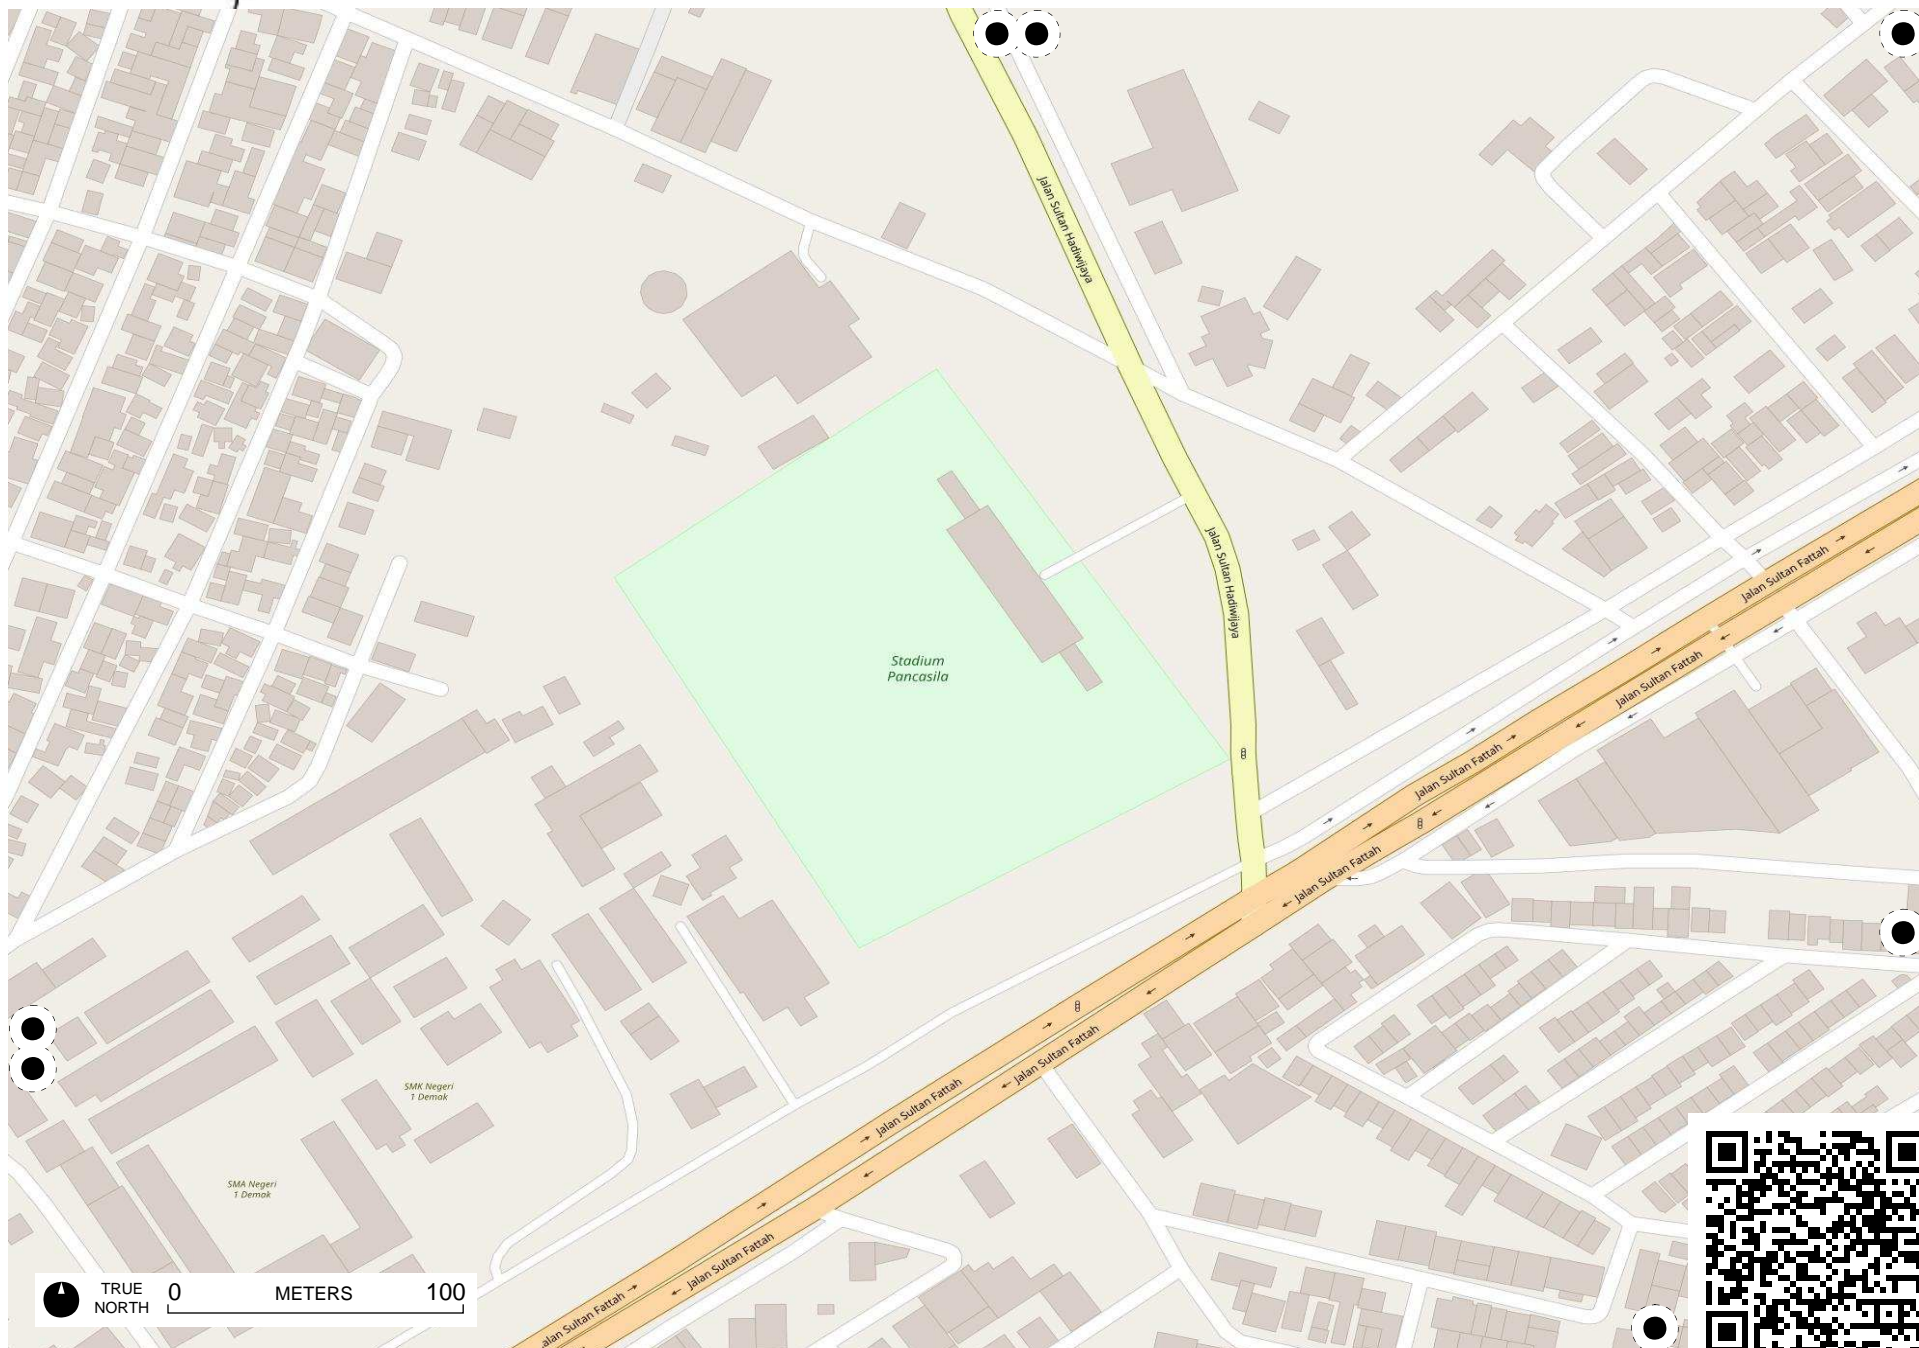 Jalan Sultan Hadiwijaya
Jalan Sultan Hadiwijaya
Jalan Sultan Fattah
Jalan Sultan Fattah
Stadium
Pancasila
Jalan Sultan Fattah
Jalan Sultan Fattah
Jalan Sultan Fattah
Jalan Sultan Fattah
SMK Negeri
1 Demak
SMA Negeri
1 Demak
Jalan Sultan Fattah
alan Sultan Fattah
TRUE
NORTH
0 METERS 100